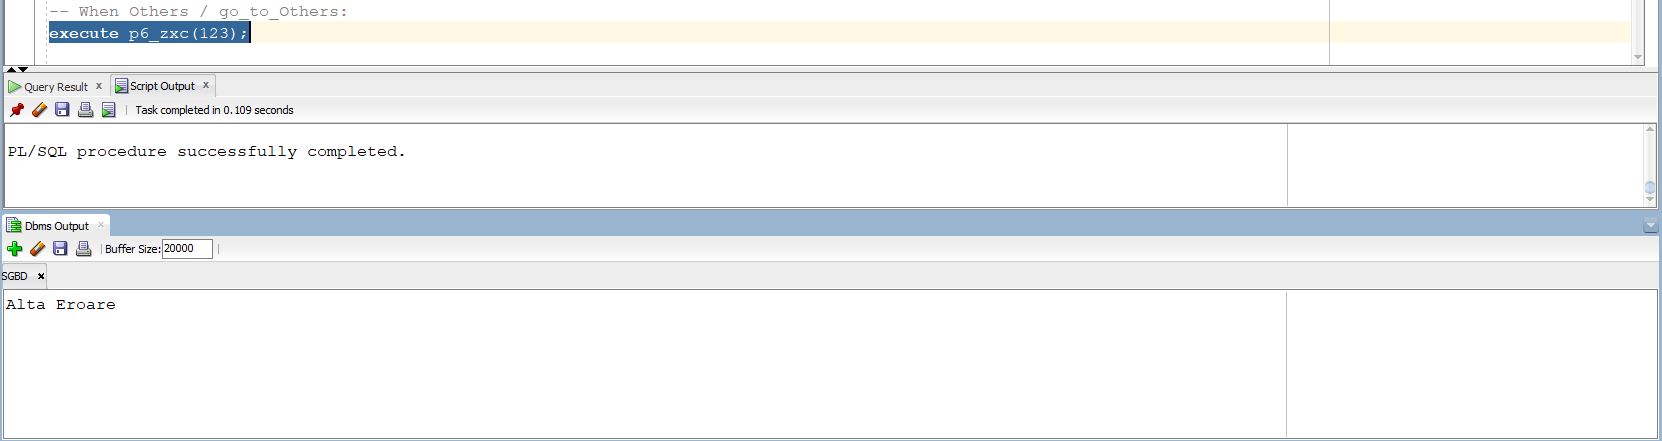 -- When Others / go_to_Others:
execute p6_zxc(123);
Query Result x Script Output x
Task completed in 0.109 seconds
PL/SQL procedure successfully completed.
Dbms Output x
Buffer Size: 20000
SGBD x
Alta Eroare